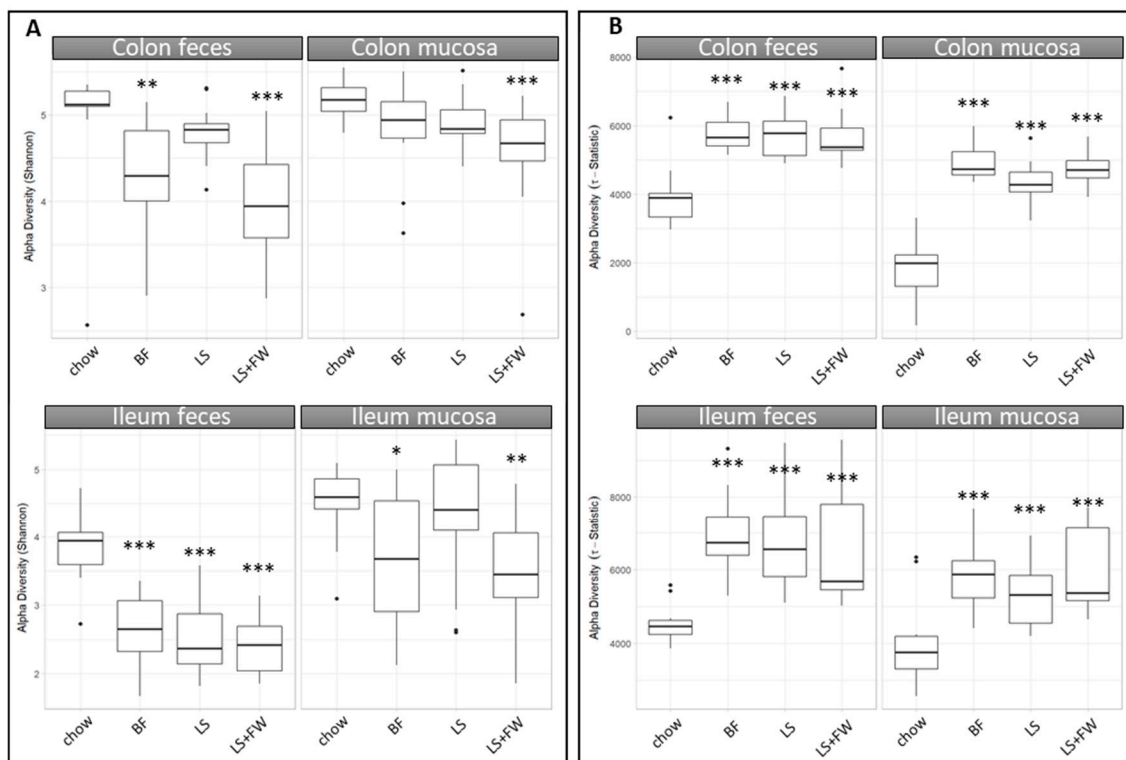 A
Colon feces Colon mucosa
Alpha Diversity (Shannon)
5
4
3
** ***
***
chow BF LS LS+FW chow BF LS LS+FW
Ileum feces Ileum mucosa
Alpha Diversity (Shannon)
5
4
3
2
*** *** ***
* **
chow BF LS LS+FW chow BF LS LS+FW
B
Colon feces Colon mucosa
Alpha Diversity (τ – Statistic)
8000
6000
4000
2000
0
*** *** ***
*** *** ***
chow BF LS LS+FW chow BF LS LS+FW
Ileum feces Ileum mucosa
Alpha Diversity (τ – Statistic)
8000
6000
4000
*** *** ***
*** *** ***
chow BF LS LS+FW chow BF LS LS+FW